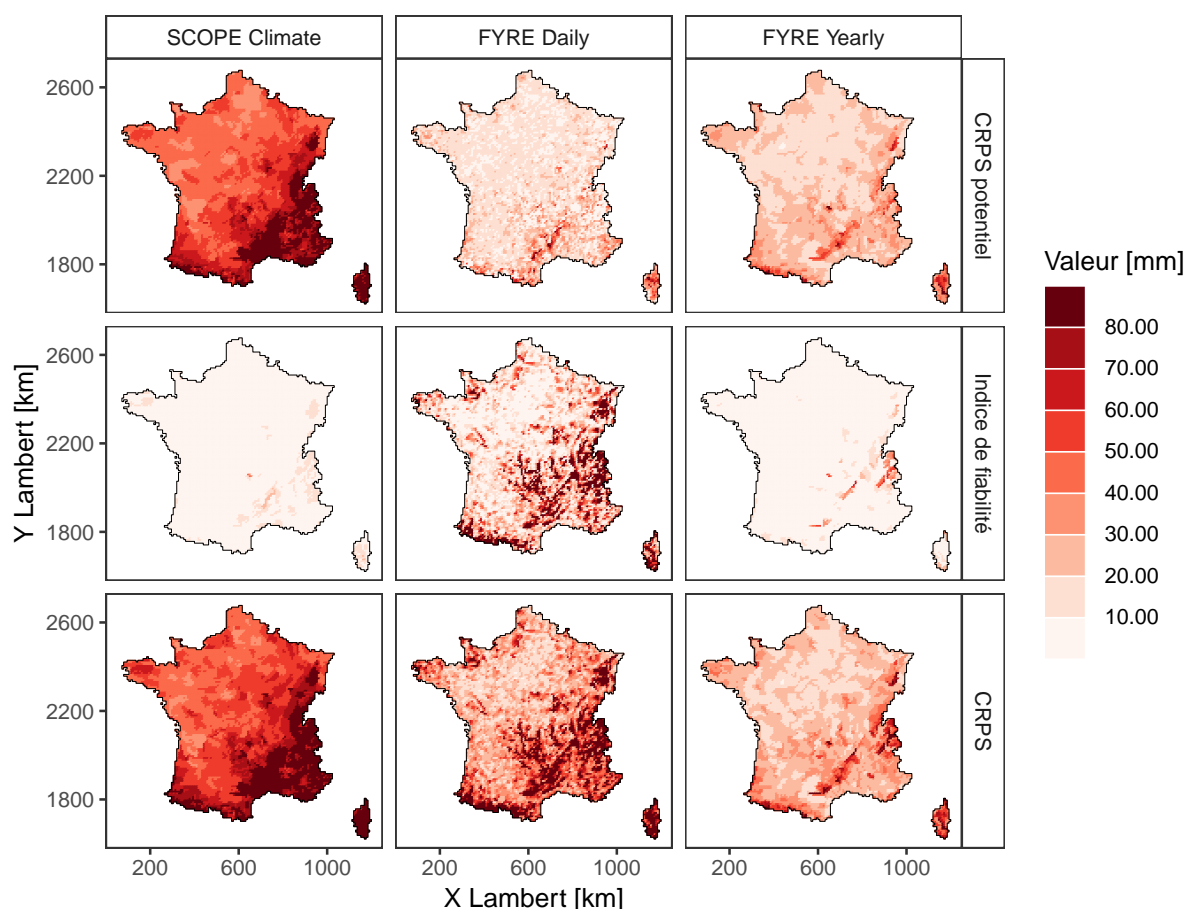 SCOPE Climate
FYRE Daily
FYRE Yearly
2600
2200
1800
CRPS potentiel
2600
2200
1800
Indice de fiabilité
2600
2200
1800
CRPS
Y Lambert [km]
200
600
1000
200
600
1000
200
600
1000
X Lambert [km]
Valeur [mm]
80.00
70.00
60.00
50.00
40.00
30.00
20.00
10.00